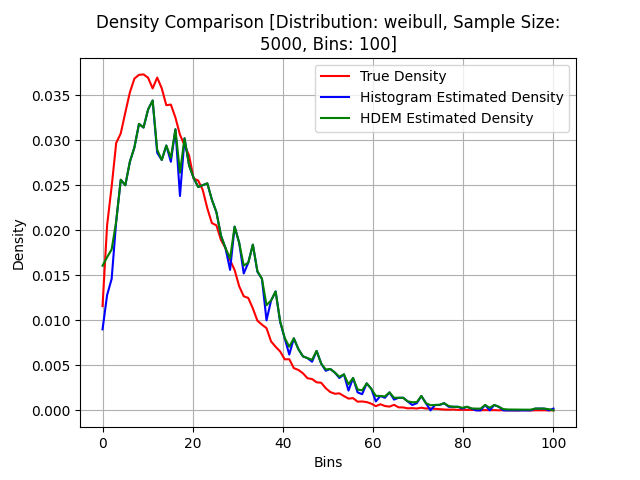 Density Comparison [Distribution: weibull, Sample Size:
5000, Bins: 100]
True Density
Histogram Estimated Density
HDEM Estimated Density
Density
0.035
0.030
0.025
0.020
0.015
0.010
0.005
0.000
0 20 40 60 80 100
Bins